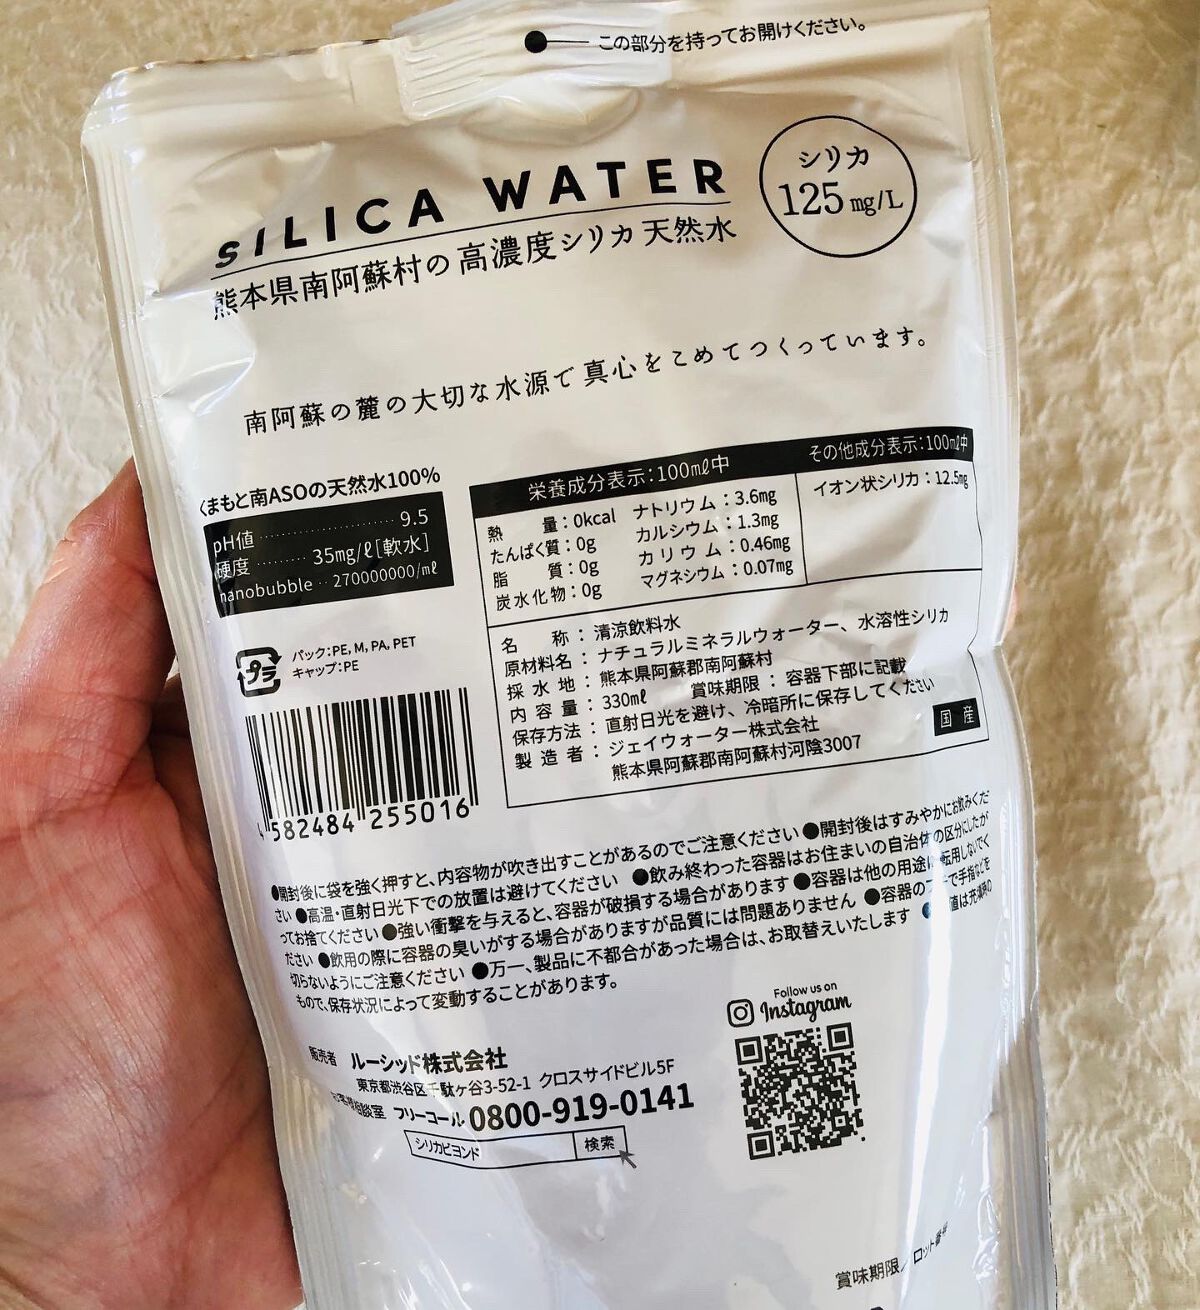 この部分を持ってお開けください。
SILICA WATER
シリカ
125mg/L
熊本県南阿蘇村の高濃度シリカ天然水
南阿蘇の麓の大切な水源で真心をこめてつくっています。
くまもと南ASOの天然水100%
pH値 9.5
硬度 35mg/ℓ[軟水]
nanobubble 270000000/mℓ
パック:PE, M, PA, PET
キャップ:PE
プラ
4 582484 255016
栄養成分表示:100mℓ中
熱量:0kcal ナトリウム:3.6mg
たんぱく質:0g カルシウム:1.3mg
脂質:0g カリウム:0.46mg
炭水化物:0g マグネシウム:0.07mg
その他成分表示:100mℓ中
イオン状シリカ:12.5mg
名称:清涼飲料水
原材料名:ナチュラルミネラルウォーター、水溶性シリカ
採水地:熊本県阿蘇郡南阿蘇村
内容量:330mℓ 賞味期限:容器下部に記載
保存方法:直射日光を避け、冷暗所に保存してください
製造者:ジェイウォーター株式会社
熊本県阿蘇郡南阿蘇村河陰3007
国産
●開封後に袋を強く押すと、内容物が吹き出すことがあるのでご注意ください ●開封後はすみやかにお飲みくだ
さい ●高温・直射日光下での放置は避けてください ●飲み終わった容器はお住まいの自治体の区分にしたが
ってお捨てください ●強い衝撃を与えると、容器が破損する場合があります ●容器は他の用途に転用しないでく
ださい ●飲用の際に容器の臭いがする場合がありますが品質には問題ありません ●容器の で手指などを
切らないようにご注意ください ●万一、製品に不都合があった場合は、お取替えいたします ● 値は充填時の
もので、保存状況によって変動することがあります。
Follow us on
Instagram
販売者 ルーシッド株式会社
東京都渋谷区千駄ヶ谷3-52-1 クロスサイドビル5F
相談室 フリーコール 0800-919-0141
シリカビヨンド 検索
賞味期限/ロット番号